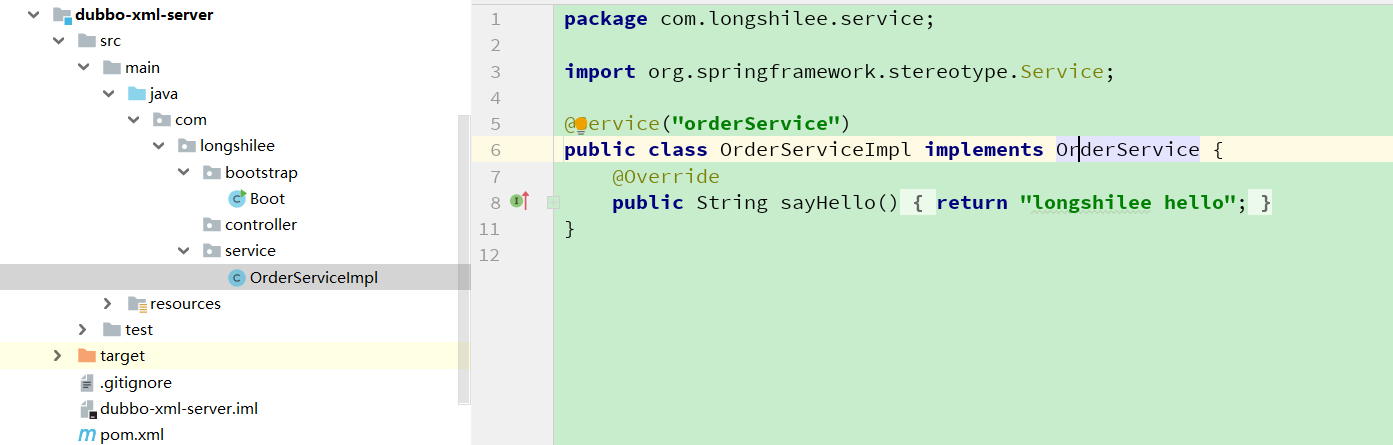 dubbo-xml-server
src
main
java
com
longshilee
bootstrap
Boot
controller
service
OrderServiceImpl
resources
test
target
.gitignore
dubbo-xml-server.iml
pom.xml
1 package com.longshilee.service;
2
3 import org.springframework.stereotype.Service;
4
5 @Service("orderService")
6 public class OrderServiceImpl implements OrderService {
7 @Override
8 public String sayHello() { return "longshilee hello"; }
11 }
12